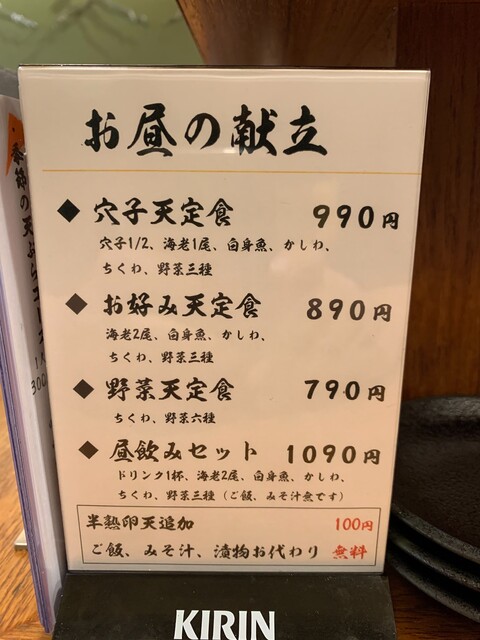 お昼の献立
◆ 穴子天定食 990円
穴子1/2、海老1尾、白身魚、かしわ、
ちくわ、野菜三種
◆ お好み天定食 890円
海老2尾、白身魚、かしわ、
ちくわ、野菜三種
◆ 野菜天定食 790円
ちくわ、野菜六種
◆ 昼飲みセット 1090円
ドリンク1杯、海老2尾、白身魚、かしわ、
ちくわ、野菜三種（ご飯、みそ汁無です）
半熟卵天追加 100円
ご飯、みそ汁、漬物お代わり 無料
KIRIN